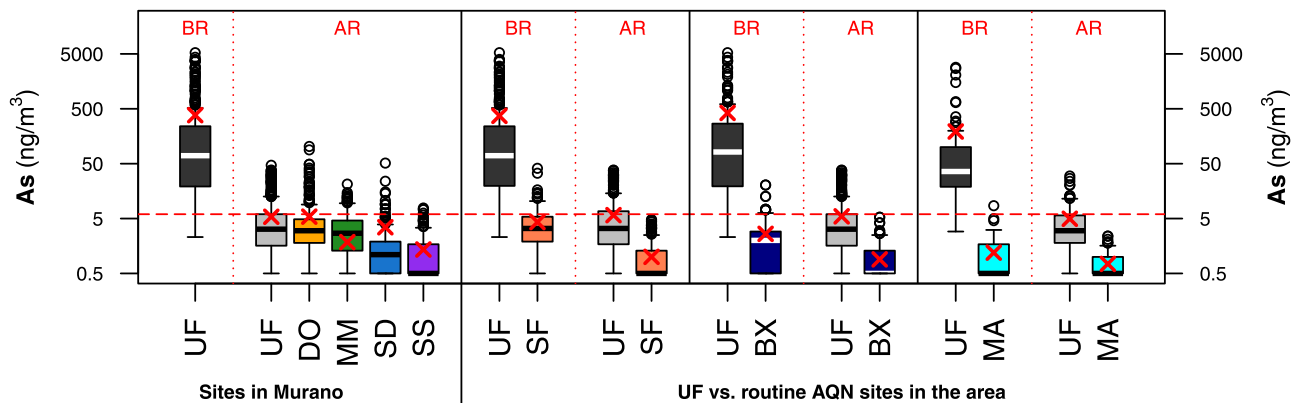 BR AR BR AR BR AR BR AR
5000 5000
500 500
50 50
5 5
0.5 0.5
As (ng/m³) As (ng/m³)
UF UF DO MM SD SS UF SF UF SF UF BX UF BX UF MA UF MA
Sites in Murano UF vs. routine AQN sites in the area